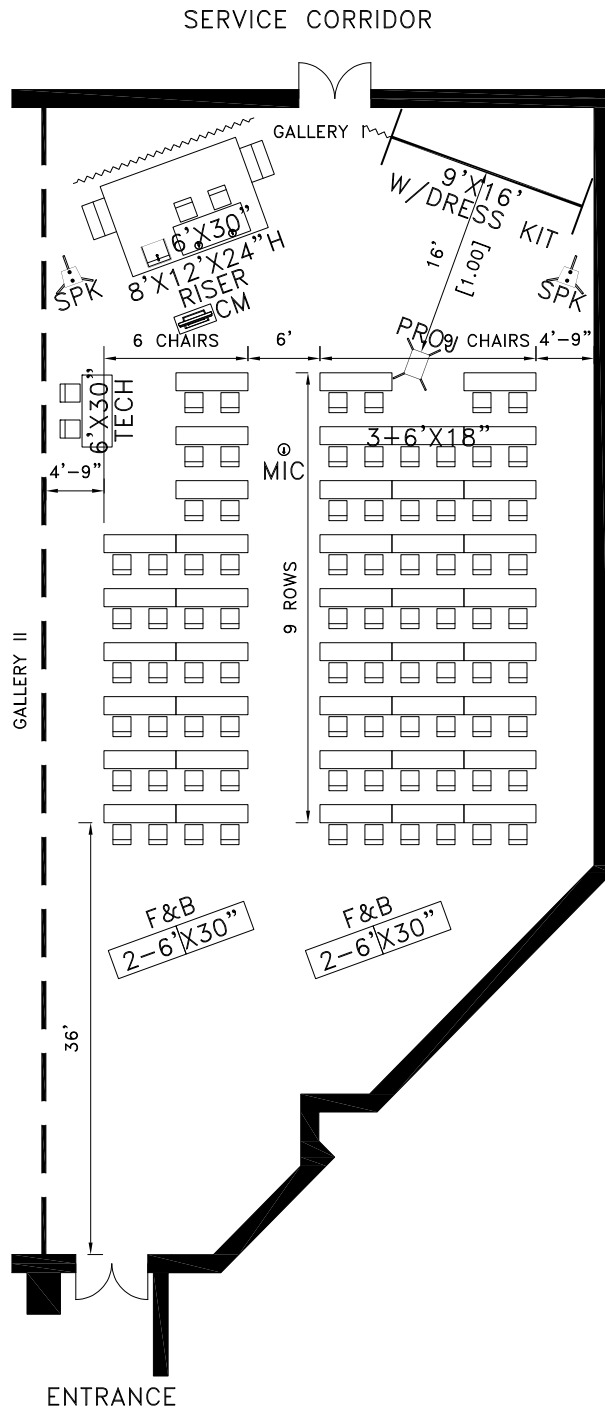 SERVICE CORRIDOR
GALLERY I
9'X16'
W/DRESS KIT
6'X30"
8'X12'X24"H
RISER
CM
16'
[1.00]
SPK
SPK
PROJ
6 CHAIRS
6'
9 CHAIRS
4'-9"
6'X30"
TECH
3-6'X18"
MIC
4'-9"
9 ROWS
GALLERY II
F&B
2-6'X30"
F&B
2-6'X30"
36'
ENTRANCE